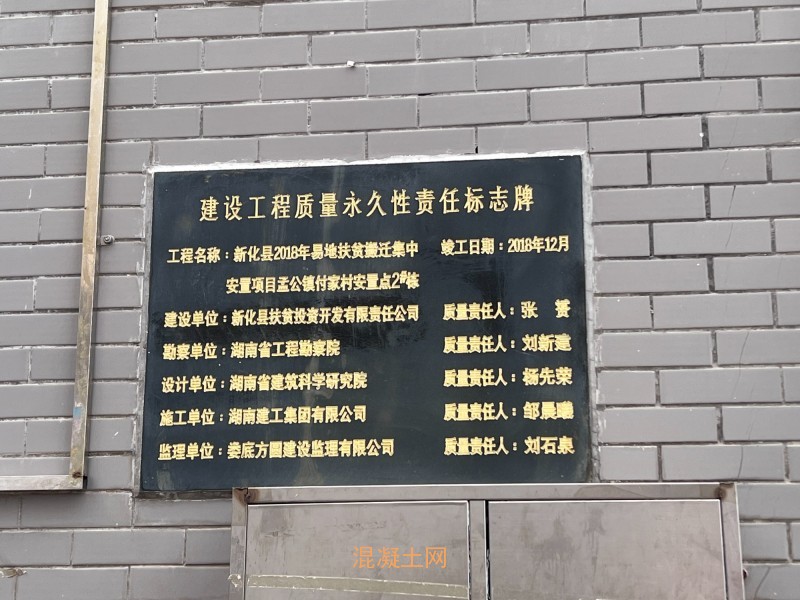 建设工程质量永久性责任标志牌
工程名称：新化县2018年易地扶贫搬迁集中 竣工日期：2018年12月
安置项目孟公镇付家村安置点2#栋
建设单位：新化县扶贫投资开发有限责任公司 质量责任人：张 赟
勘察单位：湖南省工程勘察院 质量责任人：刘新建
设计单位：湖南省建筑科学研究院 质量责任人：杨先荣
施工单位：湖南建工集团有限公司 质量责任人：邹晨曦
监理单位：娄底方圆建设监理有限公司 质量责任人：刘石泉
混凝土网